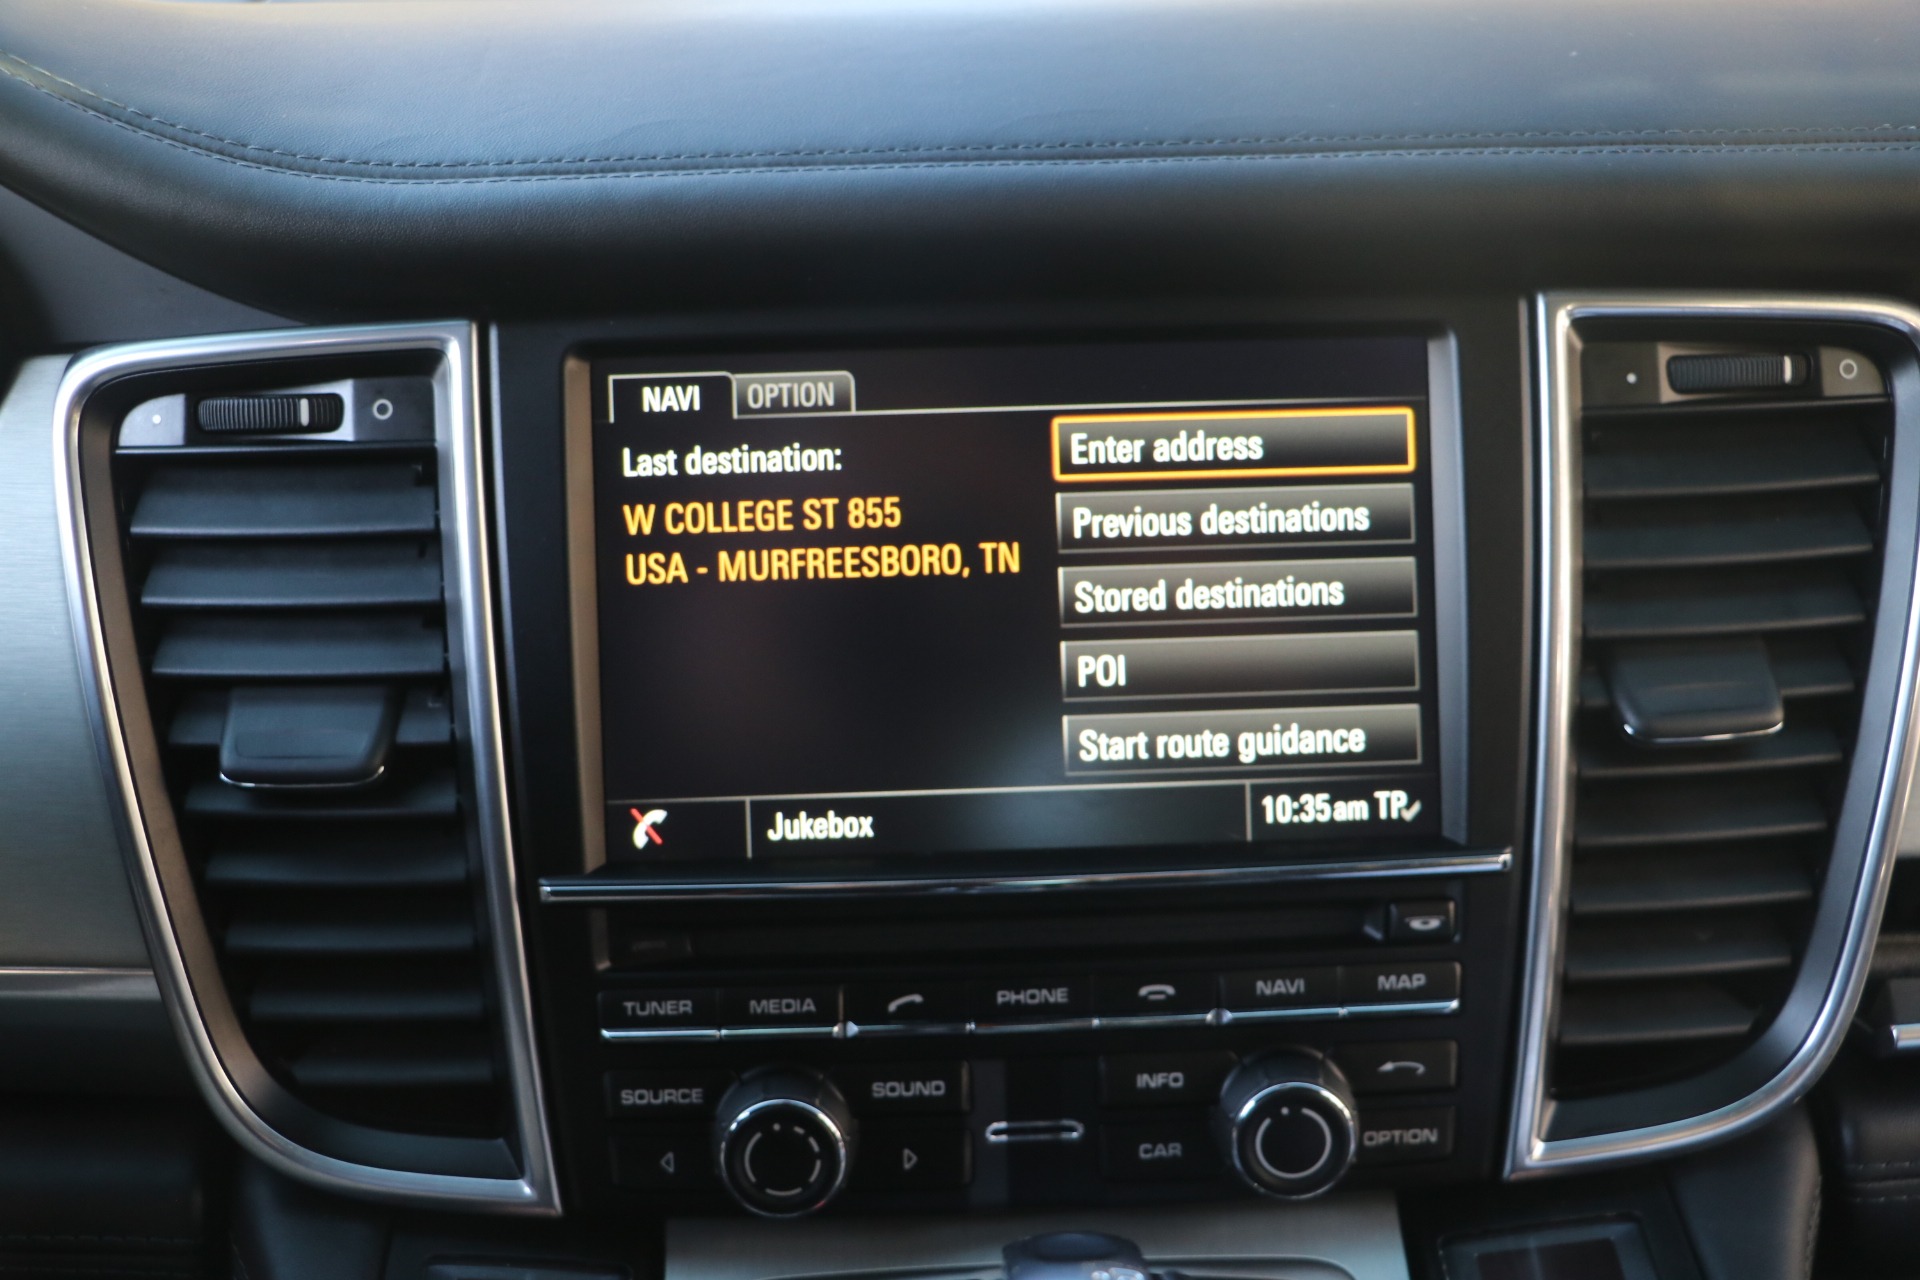 NAVI OPTION
Last destination:
W COLLEGE ST 855
USA - MURFREESBORO, TN
Enter address
Previous destinations
Stored destinations
POI
Start route guidance
Jukebox
10:35am TP
TUNER MEDIA PHONE NAVI MAP
SOURCE SOUND INFO
CAR OPTION